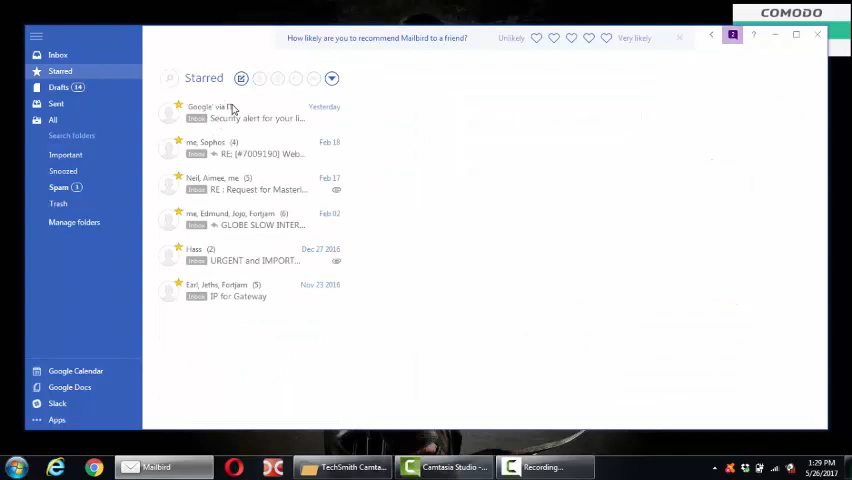 COMODO
How likely are you to recommend Mailbird to a friend?
Unlikely
Very likely
2
?
Inbox
Starred
Drafts 14
Sent
All
Search folders
Important
Snoozed
Spam 1
Trash
Manage folders
Google Calendar
Google Docs
Slack
Apps
Starred
'Google' via
Yesterday
Inbox Security alert for your li...
me, Sophos (4)
Feb 18
Inbox RE: [#7009190] Web...
Neil, Aimee, me (5)
Feb 17
Inbox RE : Request for Masteri...
me, Edmund, Jojo, Fortjam (6)
Feb 02
Inbox GLOBE SLOW INTER...
Hass (2)
Dec 27 2016
Inbox URGENT and IMPORT...
Earl, Jeths, Fortjam (5)
Nov 23 2016
Inbox IP for Gateway
Mailbird
TechSmith Camta...
Camtasia Studio -...
Recording...
1:29 PM
5/26/2017